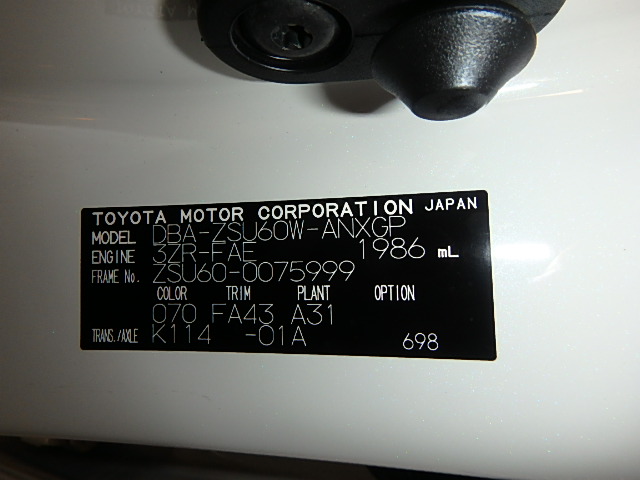 TOYOTA MOTOR CORPORATION JAPAN
MODEL DBA-ZSU60W-ANXGP
ENGINE 3ZR-FAE 1986 mL
FRAME No. ZSU60-0075999
COLOR TRIM PLANT OPTION
070 FA43 A31
TRANS./AXLE K114 -01A 698